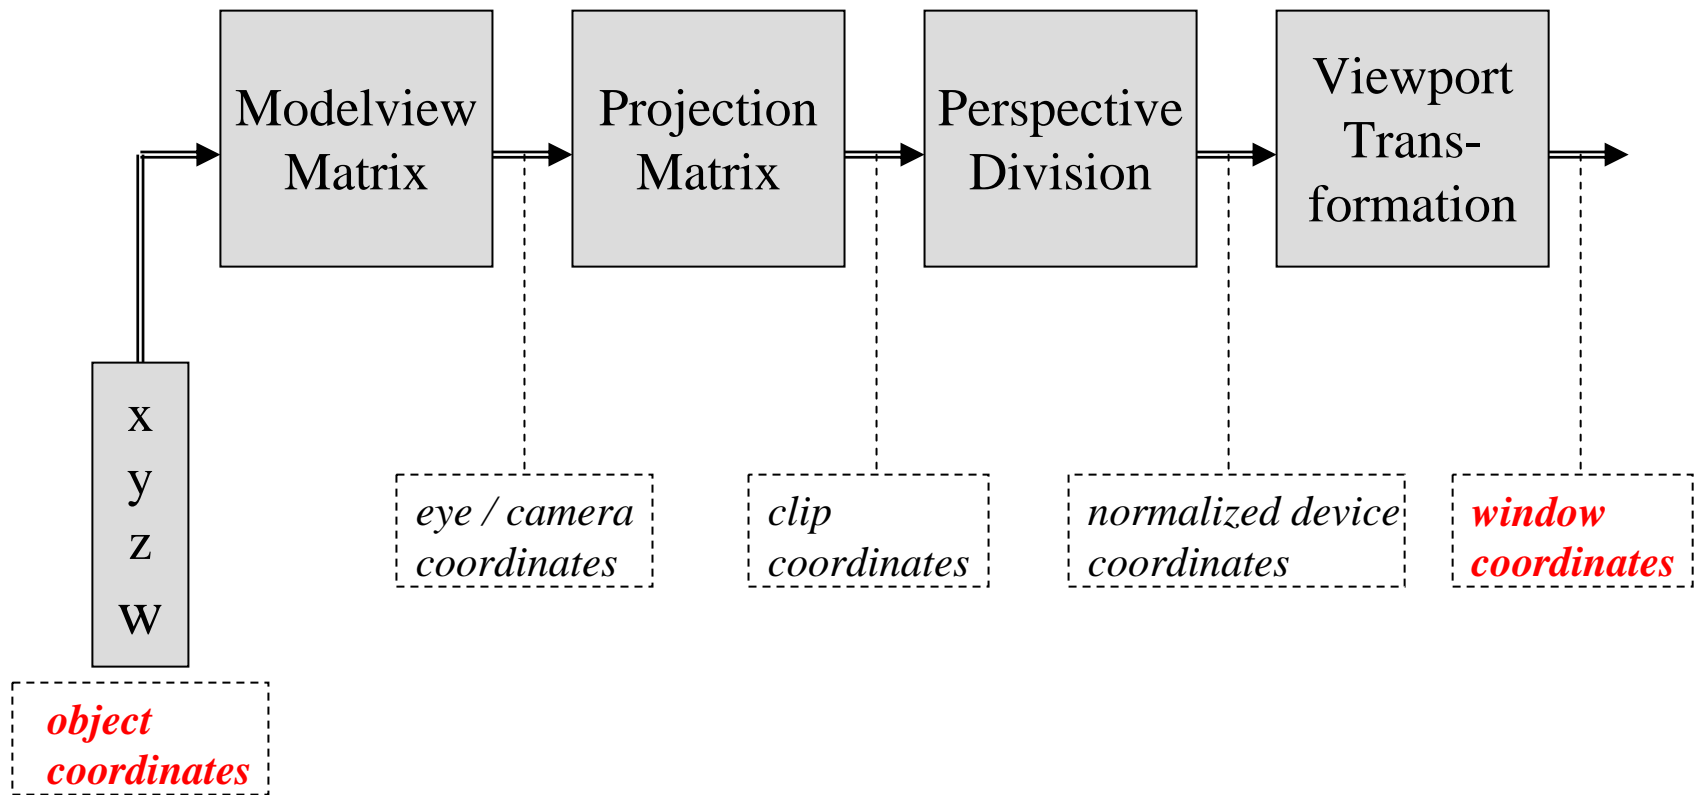 Modelview
Matrix
Projection
Matrix
Perspective
Division
Viewport
Trans-
formation
x
y
z
w
eye / camera
coordinates
clip
coordinates
normalized device
coordinates
window
coordinates
object
coordinates